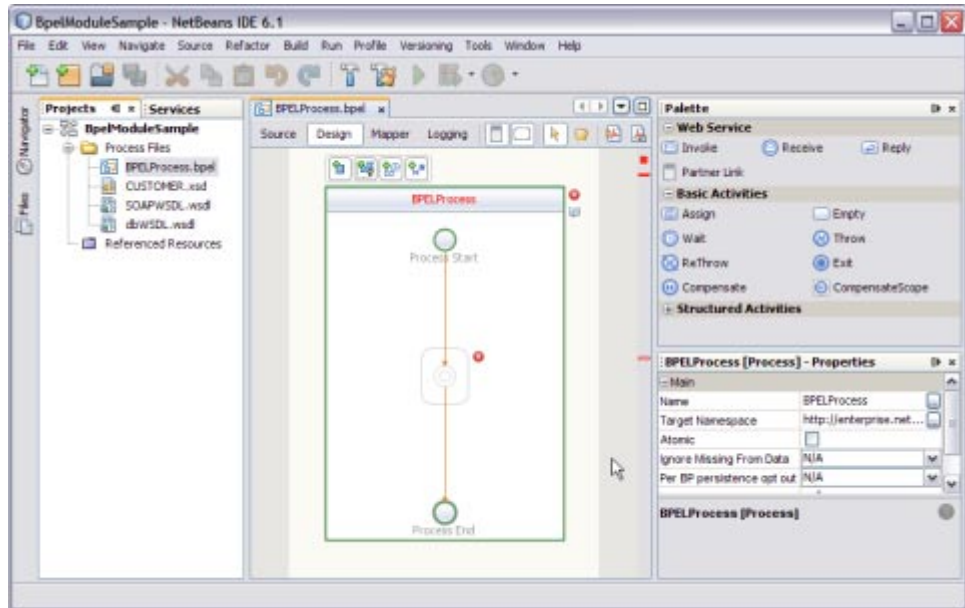 BpelModuleSample - NetBeans IDE 6.1
File Edit View Navigate Source Refactor Build Run Profile Versioning Tools Window Help
Navigator
Files
Projects
Services
BpelModuleSample
Process Files
BPELProcess.bpel
CUSTOMER.xsd
SOAPWSDL.wsdl
dbWSDL.wsdl
Referenced Resources
BPELProcess.bpel
Source Design Mapper Logging
BPELProcess
Process Start
Process End
Palette
Web Service
Invoke Receive Reply
Partner Link
Basic Activities
Assign Empty
Wait Throw
ReThrow Exit
Compensate CompensateScope
Structured Activities
BPELProcess [Process] - Properties
Main
Name BPELProcess
Target Namespace http://enterprise.net...
Atomic
Ignore Missing From Data N/A
Per BP persistence opt out N/A
BPELProcess [Process]